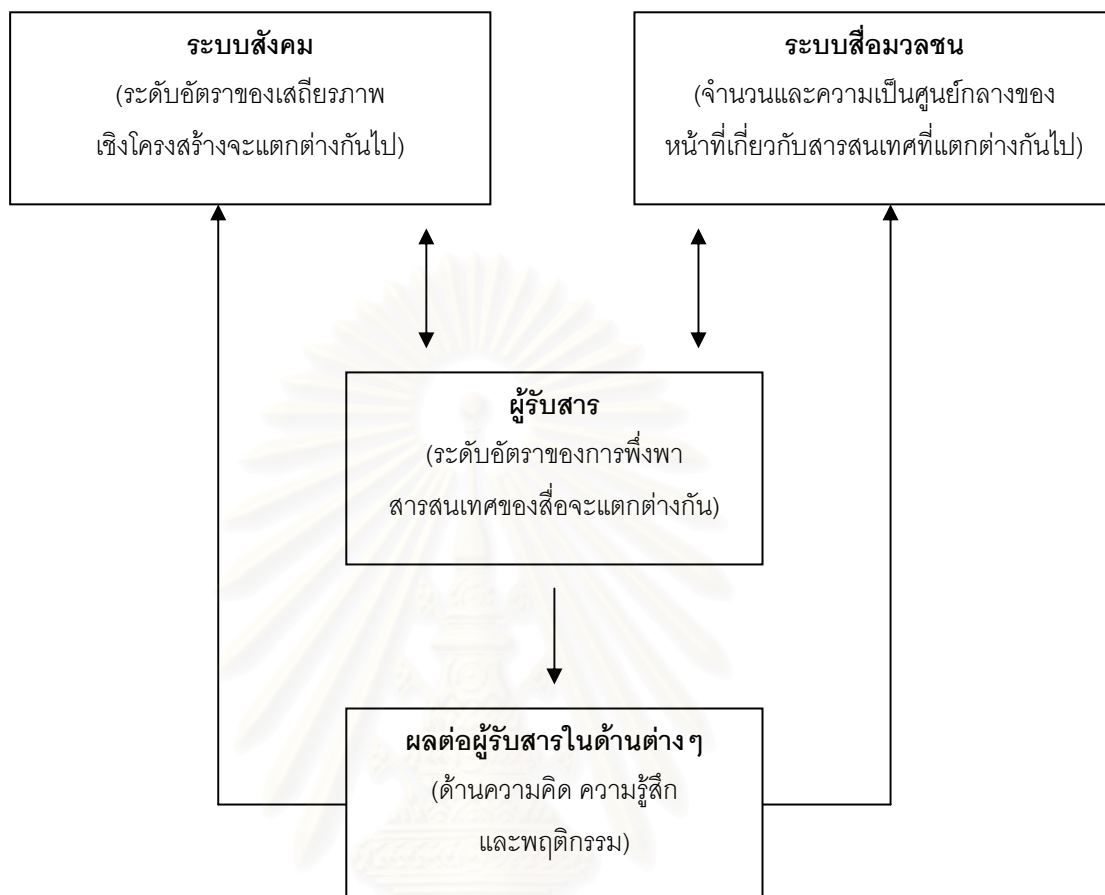 ระบบสังคม
(ระดับอัตราของเสถียรภาพ
เชิงโครงสร้างจะแตกต่างกันไป)
ระบบสื่อมวลชน
(จำนวนและความเป็นศูนย์กลางของ
หน้าที่เกี่ยวกับสารสนเทศที่แตกต่างกันไป)
ผู้รับสาร
(ระดับอัตราของการพึ่งพา
สารสนเทศของสื่อจะแตกต่างกัน)
ผลต่อผู้รับสารในด้านต่างๆ
(ด้านความคิด ความรู้สึก
และพฤติกรรม)